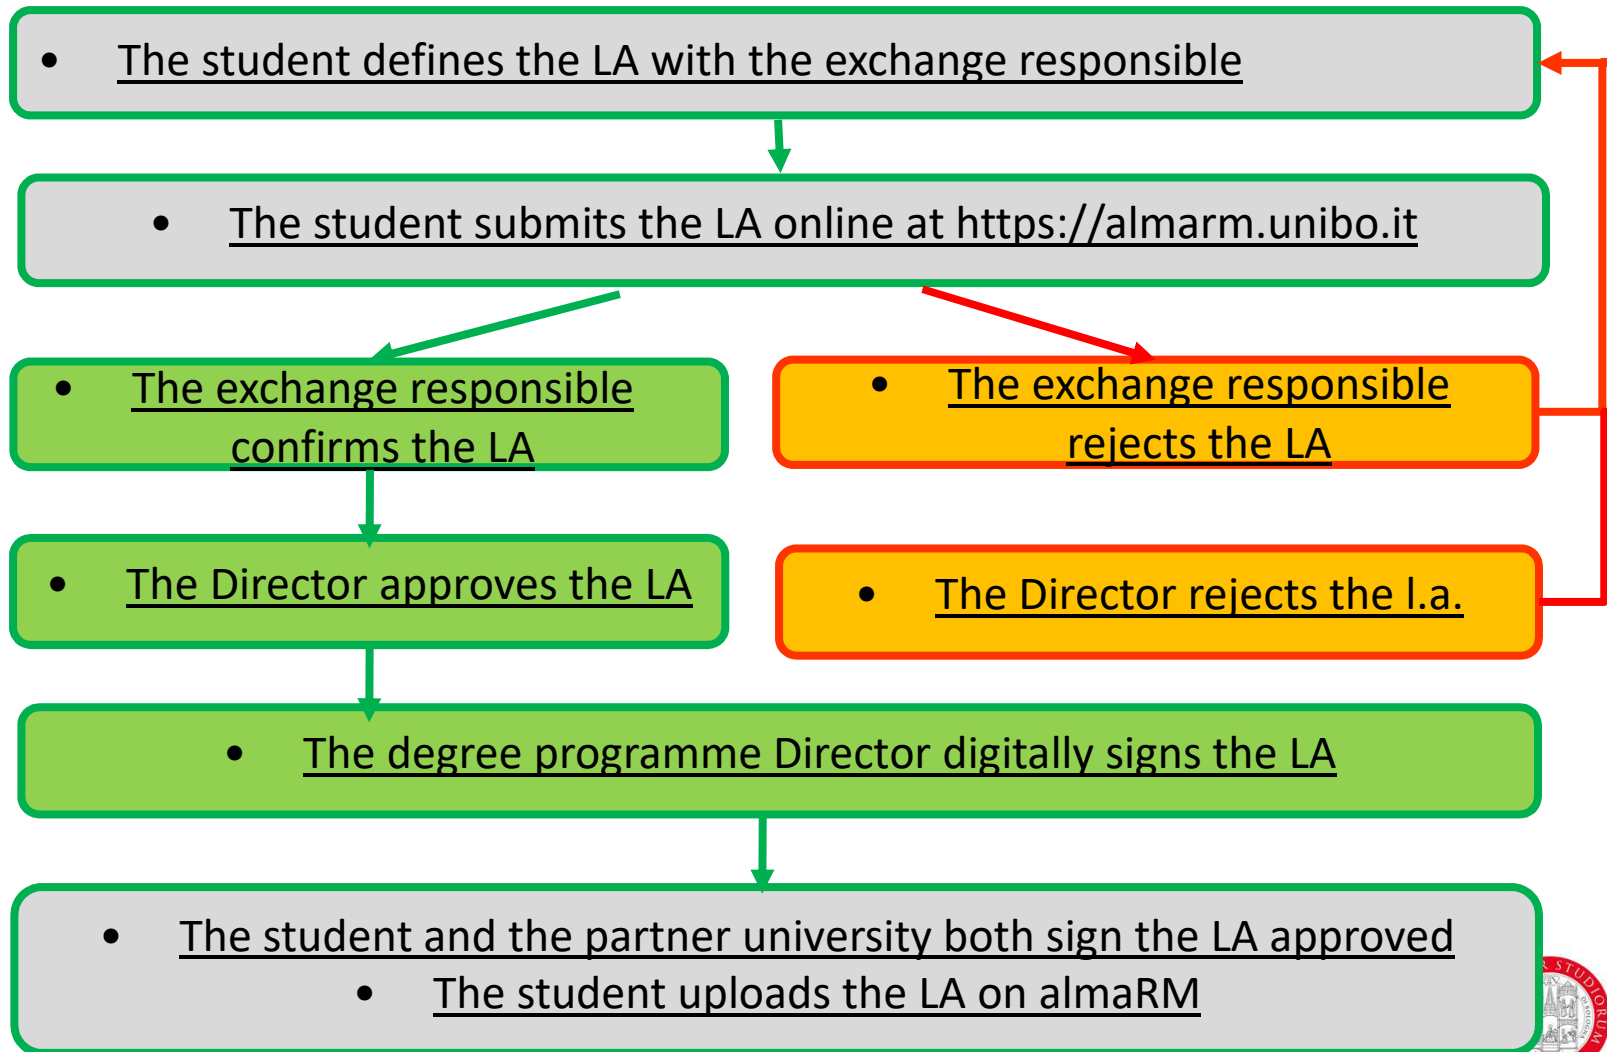 • The student defines the LA with the exchange responsible
• The student submits the LA online at https://almarm.unibo.it
• The exchange responsible
confirms the LA
• The exchange responsible
rejects the LA
• The Director approves the LA
• The Director rejects the l.a.
• The degree programme Director digitally signs the LA
• The student and the partner university both sign the LA approved
• The student uploads the LA on almaRM